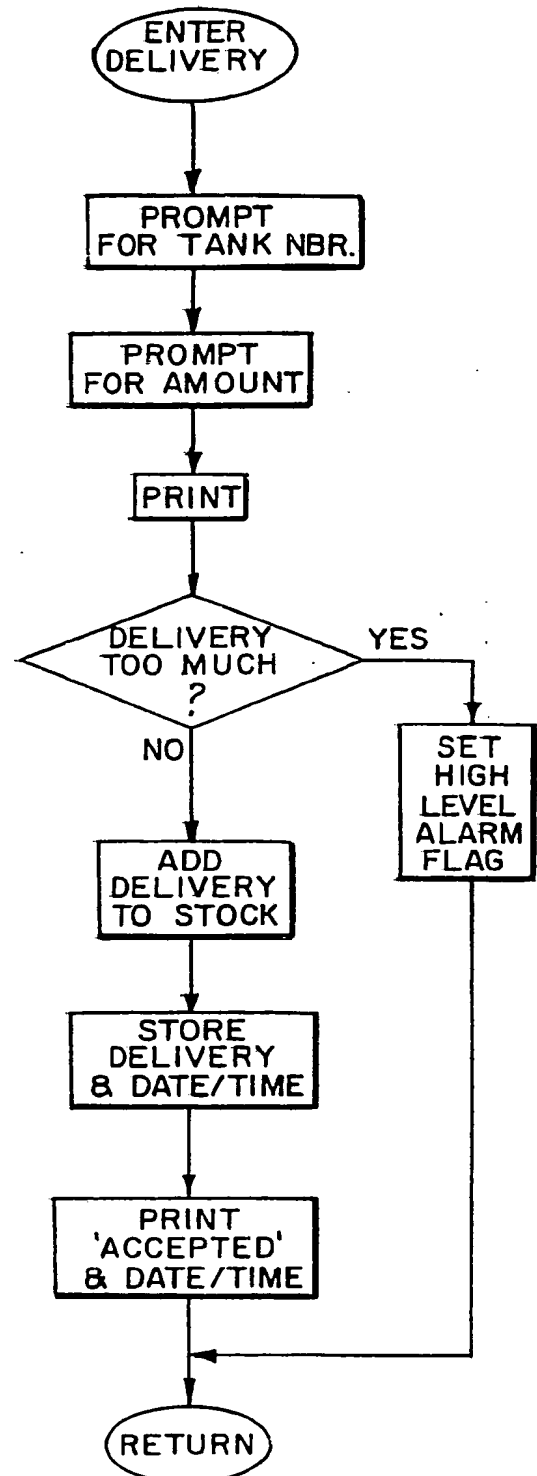 ENTER
DELIVERY
PROMPT
FOR TANK NBR.
PROMPT
FOR AMOUNT
PRINT
DELIVERY
TOO MUCH
?
YES
NO
SET
HIGH
LEVEL
ALARM
FLAG
ADD
DELIVERY
TO STOCK
STORE
DELIVERY
& DATE/TIME
PRINT
'ACCEPTED'
& DATE/TIME
RETURN